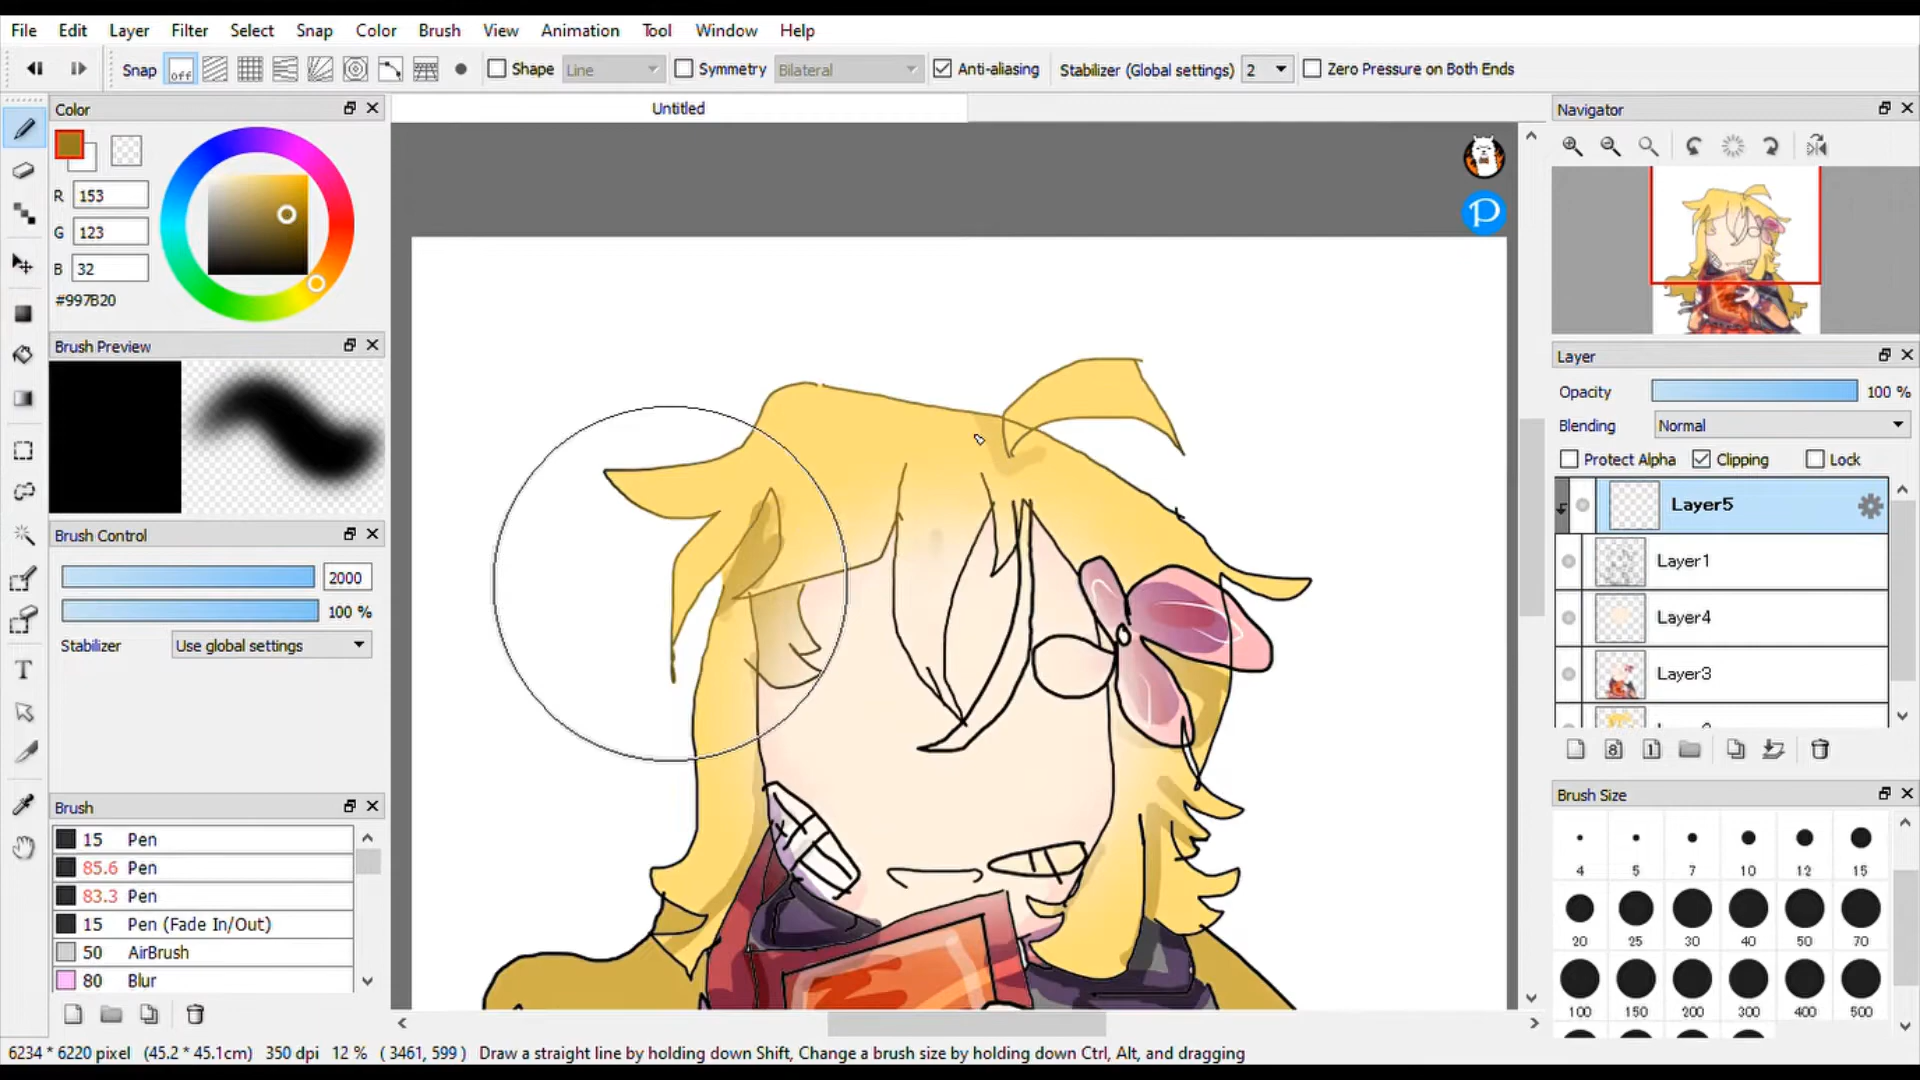 File Edit Layer Filter Select Snap Color Brush View Animation Tool Window Help
Snap off Shape Line Symmetry Bilateral Anti-aliasing Stabilizer (Global settings) 2 Zero Pressure on Both Ends
Color
R 153
G 123
B 32
#997B20
Brush Preview
Brush Control
2000
100 %
Stabilizer Use global settings
Brush
15 Pen
85.6 Pen
83.3 Pen
15 Pen (Fade In/Out)
50 AirBrush
80 Blur
T
Untitled
P
Navigator
Layer
Opacity 100 %
Blending Normal
Protect Alpha Clipping Lock
Layer5
Layer1
Layer4
Layer3
8 1
Brush Size
4 5 7 10 12 15
20 25 30 40 50 70
100 150 200 300 400 500
6234 * 6220 pixel (45.2 * 45.1cm) 350 dpi 12 % ( 3461, 599 ) Draw a straight line by holding down Shift, Change a brush size by holding down Ctrl, Alt, and dragging